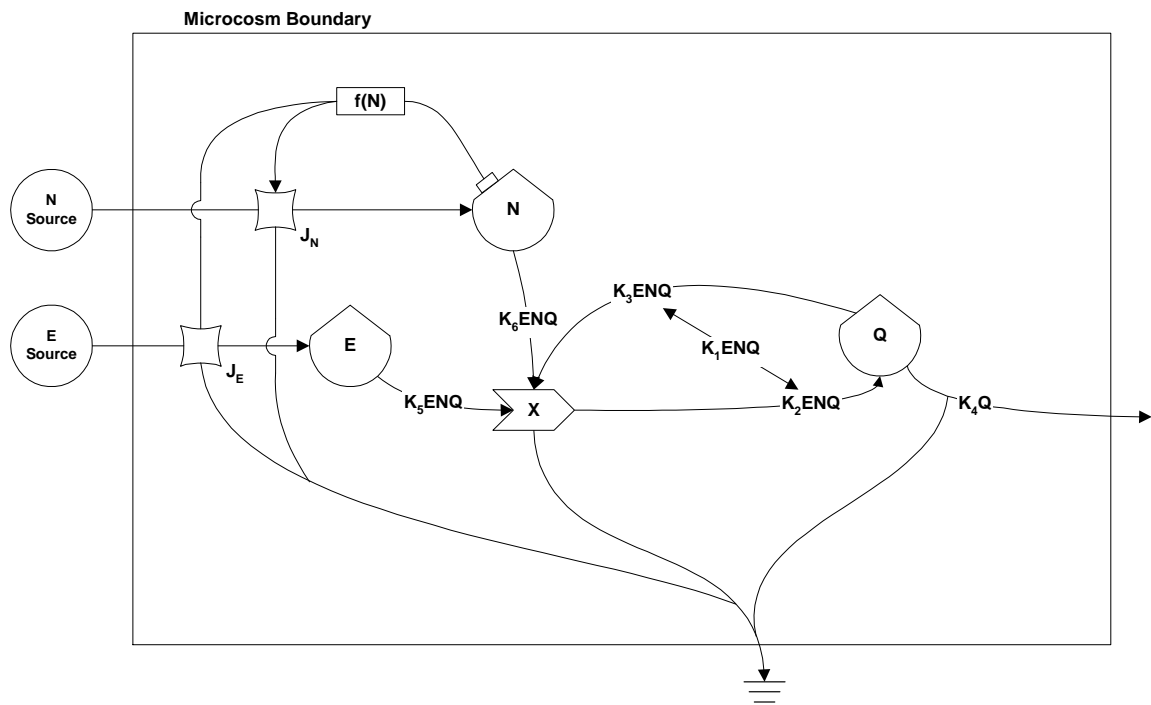 Microcosm Boundary
f(N)
N
Source
N
J_N
K_3ENQ
K_6ENQ
E
Source
E
Q
K_1ENQ
J_E
K_5ENQ
X
K_2ENQ
K_4Q